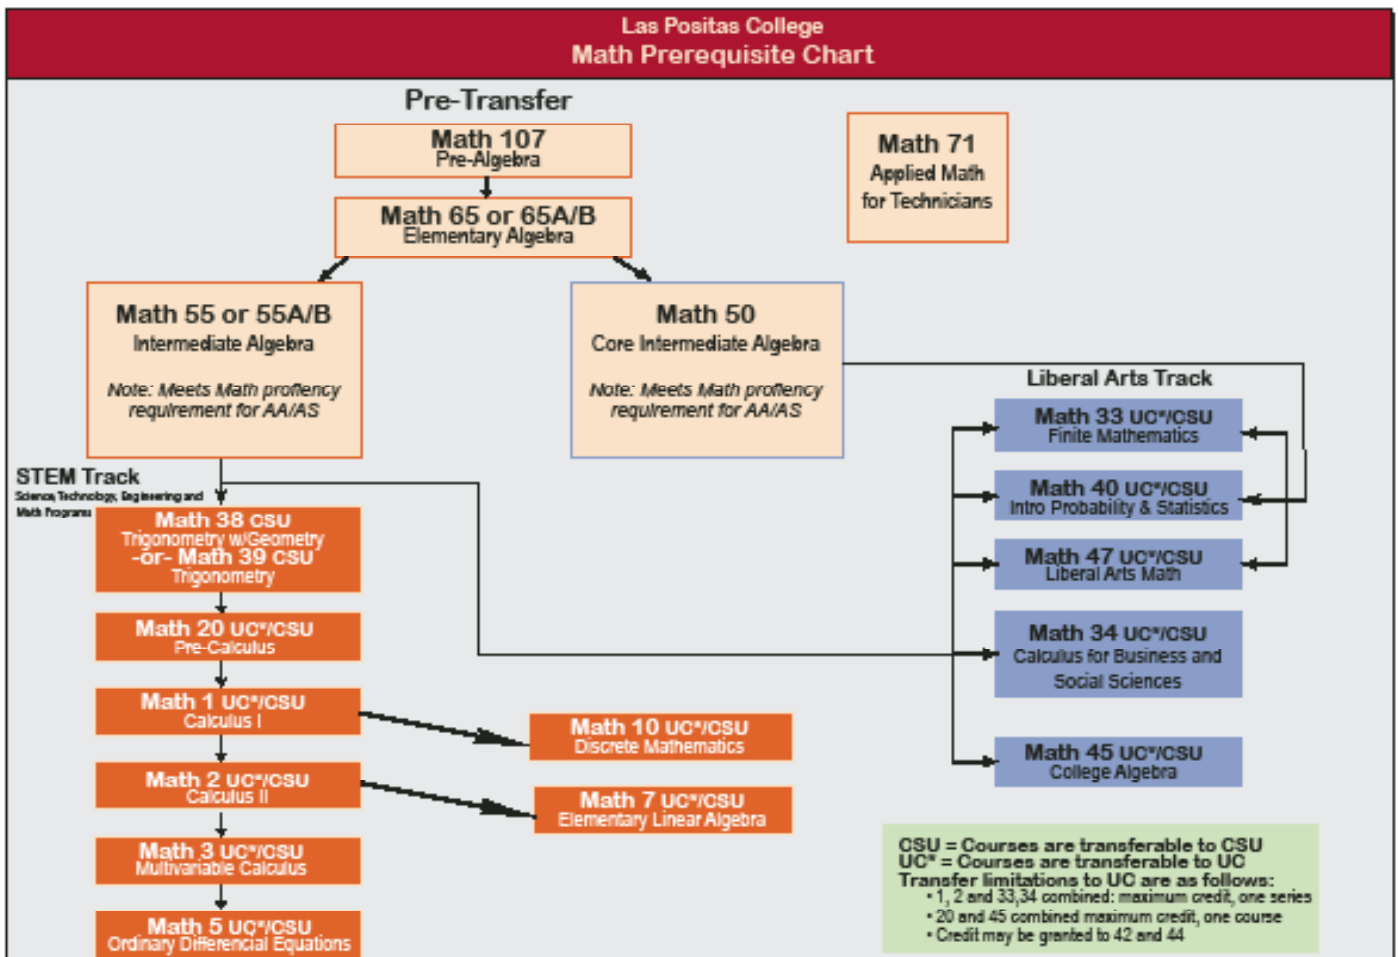 Las Positas College
Math Prerequisite Chart
Pre-Transfer
Math 107
Pre-Algebra
Math 65 or 65A/B
Elementary Algebra
Math 71
Applied Math
for Technicians
Math 55 or 55A/B
Intermediate Algebra
Note: Meets Math profiency
requirement for AA/AS
Math 50
Core Intermediate Algebra
Note: Meets Math profiency
requirement for AA/AS
Liberal Arts Track
Math 33 UC*/CSU
Finite Mathematics
Math 40 UC*/CSU
Intro Probability & Statistics
Math 47 UC*/CSU
Liberal Arts Math
Math 34 UC*/CSU
Calculus for Business and
Social Sciences
Math 45 UC*/CSU
College Algebra
STEM Track
Science, Technology, Engineering and
Math Programs
Math 38 CSU
Trigonometry w/Geometry
-or- Math 39 CSU
Trigonometry
Math 20 UC*/CSU
Pre-Calculus
Math 1 UC*/CSU
Calculus I
Math 10 UC*/CSU
Discrete Mathematics
Math 2 UC*/CSU
Calculus II
Math 7 UC*/CSU
Elementary Linear Algebra
Math 3 UC*/CSU
Multivariable Calculus
Math 5 UC*/CSU
Ordinary Differencial Equations
CSU = Courses are transferable to CSU
UC* = Courses are transferable to UC
Transfer limitations to UC are as follows:
• 1, 2 and 33,34 combined: maximum credit, one series
• 20 and 45 combined maximum credit, one course
• Credit may be granted to 42 and 44